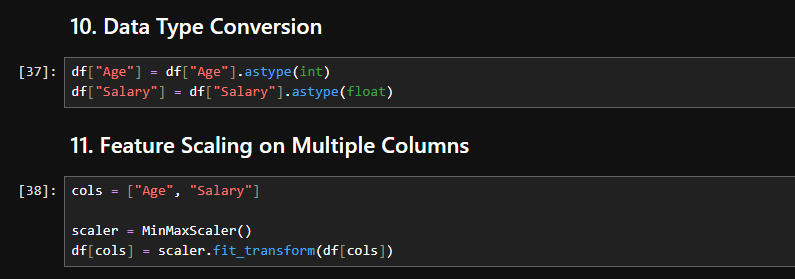 10. Data Type Conversion
[37]: df["Age"] = df["Age"].astype(int)
df["Salary"] = df["Salary"].astype(float)
11. Feature Scaling on Multiple Columns
[38]: cols = ["Age", "Salary"]
scaler = MinMaxScaler()
df[cols] = scaler.fit_transform(df[cols])